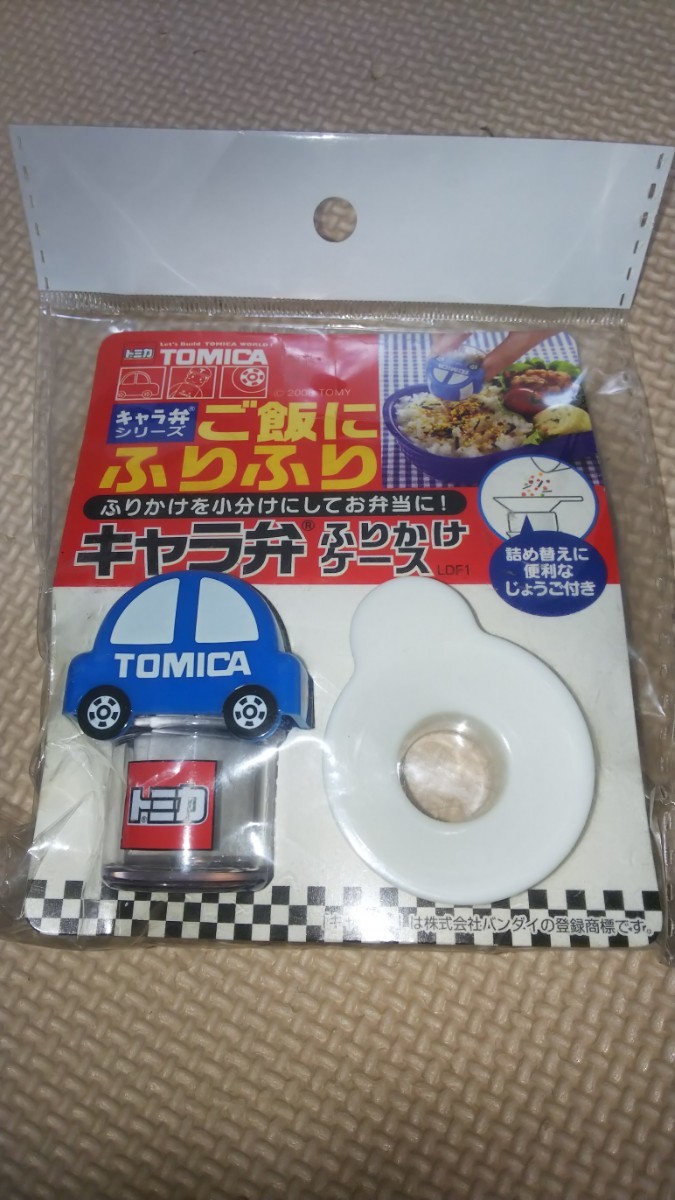 Let's Build TOMICA WORLD!
トミカ TOMICA
© 200 TOMY
キャラ弁®
シリーズ
ご飯に
ふりふり
ふりかけを小分けにしてお弁当に!
キャラ弁®ふりかけ
ケース
LDF1
詰め替えに
便利な
じょうご付き
TOMICA
トミカ
は株式会社バンダイの登録商標です。